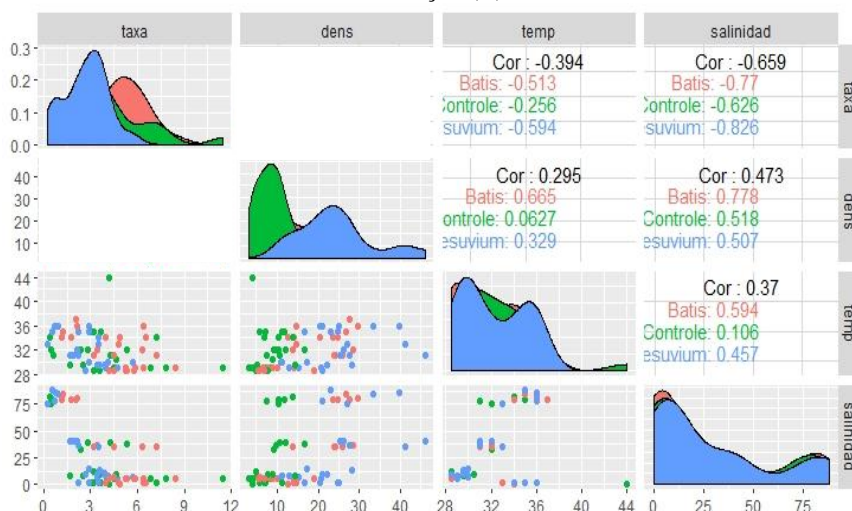 taxa dens temp salinidad
0.3
0.2
0.1
0.0
Cor : -0.394
Batis: -0.513
Controle: -0.256
esuvium: -0.594
Cor : -0.659
Batis: -0.77
Controle: -0.626
esuvium: -0.826
taxa
40
30
20
10
Cor : 0.295
Batis: 0.665
Controle: 0.0627
esuvium: 0.329
Cor : 0.473
Batis: 0.778
Controle: 0.518
esuvium: 0.507
dens
44
40
36
32
28
Cor : 0.37
Batis: 0.594
Controle: 0.106
esuvium: 0.457
temp
75
50
25
0
salinidad
0 3 6 9 12 10 20 30 40 28 32 36 40 44 0 25 50 75